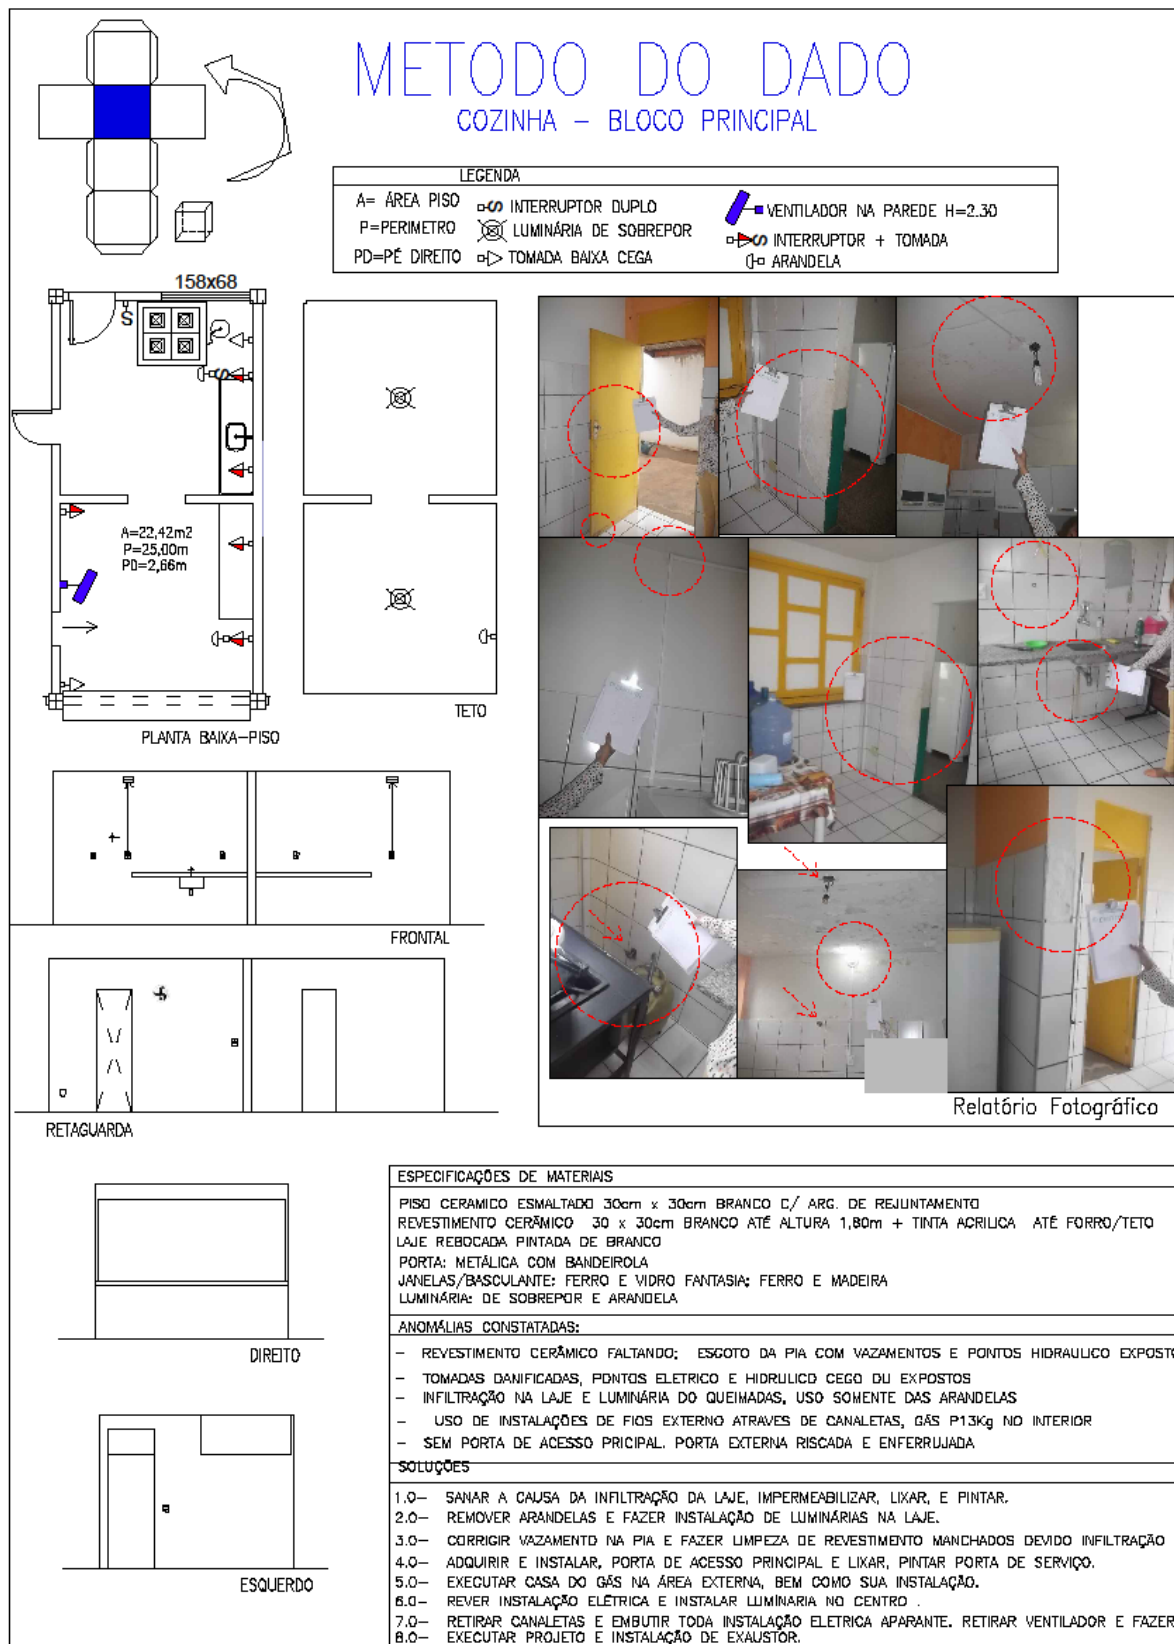 METODO DO DADO
COZINHA - BLOCO PRINCIPAL
LEGENDA
A= ÁREA PISO
P=PERIMETRO
PD=PÉ DIREITO
S INTERRUPTOR DUPLO
LUMINÁRIA DE SOBREPOR
TOMADA BAIXA CEGA
VENTILADOR NA PAREDE H=2.30
S INTERRUPTOR + TOMADA
ARANDELA
158x68
S
S
A=22,42m2
P=25,00m
PD=2,66m
PLANTA BAIXA-PISO
TETO
FRONTAL
RETAGUARDA
DIREITO
ESQUERDO
Relatório Fotográfico
ESPECIFICAÇÕES DE MATERIAIS
PISO CERAMICO ESMALTADO 30cm x 30cm BRANCO C/ ARG. DE REJUNTAMENTO
REVESTIMENTO CERÂMICO 30 x 30cm BRANCO ATÉ ALTURA 1,80m + TINTA ACRILICA ATÉ FORRO/TETO
LAJE REBOCADA PINTADA DE BRANCO
PORTA: METÁLICA COM BANDEIROLA
JANELAS/BASCULANTE: FERRO E VIDRO FANTASIA; FERRO E MADEIRA
LUMINÁRIA: DE SOBREPOR E ARANDELA
ANOMÁLIAS CONSTATADAS:
- REVESTIMENTO CERÂMICO FALTANDO; ESGOTO DA PIA COM VAZAMENTOS E PONTOS HIDRAULICO EXPOSTO
- TOMADAS DANIFICADAS, PONTOS ELETRICO E HIDRULICO CEGO OU EXPOSTOS
- INFILTRAÇÃO NA LAJE E LUMINÁRIA DO QUEIMADAS, USO SOMENTE DAS ARANDELAS
- USO DE INSTALAÇÕES DE FIOS EXTERNO ATRAVES DE CANALETAS, GÁS P13Kg NO INTERIOR
- SEM PORTA DE ACESSO PRICIPAL. PORTA EXTERNA RISCADA E ENFERRUJADA
SOLUÇÕES
1.0- SANAR A CAUSA DA INFILTRAÇÃO DA LAJE, IMPERMEABILIZAR, LIXAR, E PINTAR.
2.0- REMOVER ARANDELAS E FAZER INSTALAÇÃO DE LUMINÁRIAS NA LAJE.
3.0- CORRIGIR VAZAMENTO NA PIA E FAZER LIMPEZA DE REVESTIMENTO MANCHADOS DEVIDO INFILTRAÇÃO
4.0- ADQUIRIR E INSTALAR, PORTA DE ACESSO PRINCIPAL E LIXAR, PINTAR PORTA DE SERVIÇO.
5.0- EXECUTAR CASA DO GÁS NA ÁREA EXTERNA, BEM COMO SUA INSTALAÇÃO.
6.0- REVER INSTALAÇÃO ELÉTRICA E INSTALAR LUMINARIA NO CENTRO .
7.0- RETIRAR CANALETAS E EMBUTIR TODA INSTALAÇÃO ELETRICA APARANTE. RETIRAR VENTILADOR E FAZER
8.0- EXECUTAR PROJETO E INSTALAÇÃO DE EXAUSTOR.